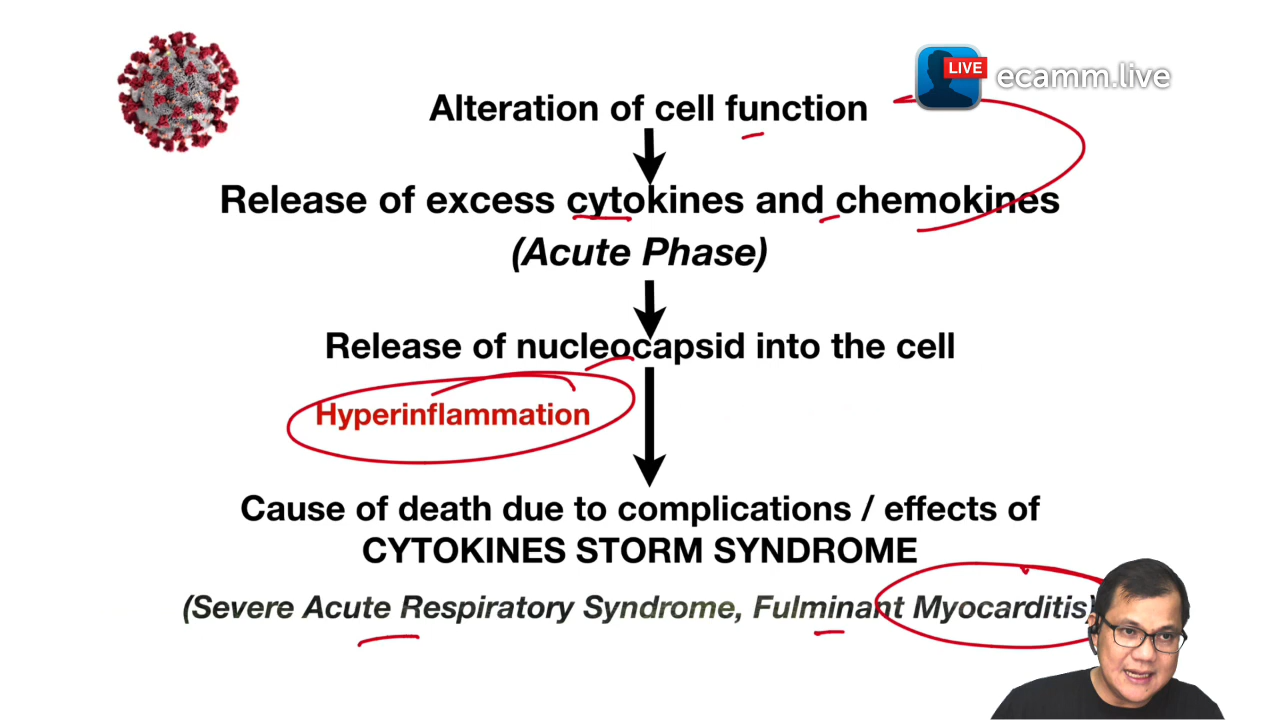 LIVE
ecamm.live
Alteration of cell function
Release of excess cytokines and chemokines
(Acute Phase)
Release of nucleocapsid into the cell
Hyperinflammation
Cause of death due to complications / effects of
CYTOKINES STORM SYNDROME
(Severe Acute Respiratory Syndrome, Fulminant Myocarditis)